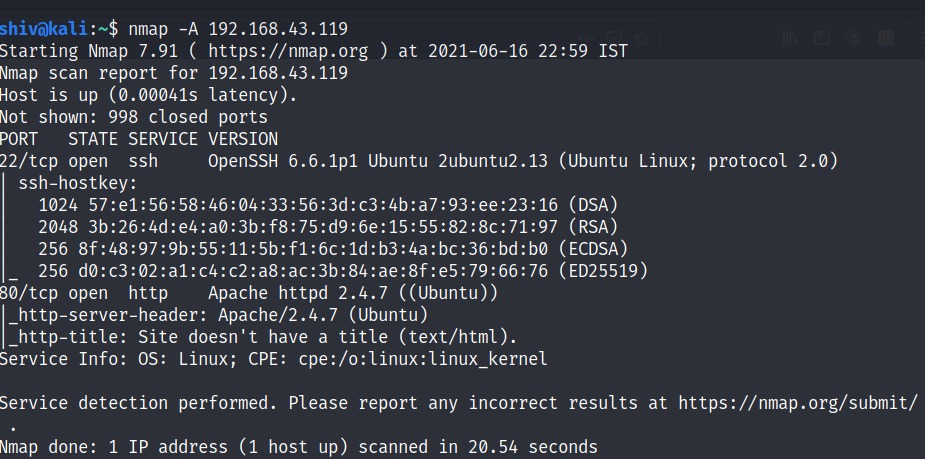 shiv@kali:~$ nmap -A 192.168.43.119
Starting Nmap 7.91 ( https://nmap.org ) at 2021-06-16 22:59 IST
Nmap scan report for 192.168.43.119
Host is up (0.00041s latency).
Not shown: 998 closed ports
PORT   STATE SERVICE VERSION
22/tcp open  ssh     OpenSSH 6.6.1p1 Ubuntu 2ubuntu2.13 (Ubuntu Linux; protocol 2.0)
| ssh-hostkey:
|   1024 57:e1:56:58:46:04:33:56:3d:c3:4b:a7:93:ee:23:16 (DSA)
|   2048 3b:26:4d:e4:a0:3b:f8:75:d9:6e:15:55:82:8c:71:97 (RSA)
|   256 8f:48:97:9b:55:11:5b:f1:6c:1d:b3:4a:bc:36:bd:b0 (ECDSA)
|_  256 d0:c3:02:a1:c4:c2:a8:ac:3b:84:ae:8f:e5:79:66:76 (ED25519)
80/tcp open  http    Apache httpd 2.4.7 ((Ubuntu))
|_http-server-header: Apache/2.4.7 (Ubuntu)
|_http-title: Site doesn't have a title (text/html).
Service Info: OS: Linux; CPE: cpe:/o:linux:linux_kernel
Service detection performed. Please report any incorrect results at https://nmap.org/submit/
.
Nmap done: 1 IP address (1 host up) scanned in 20.54 seconds